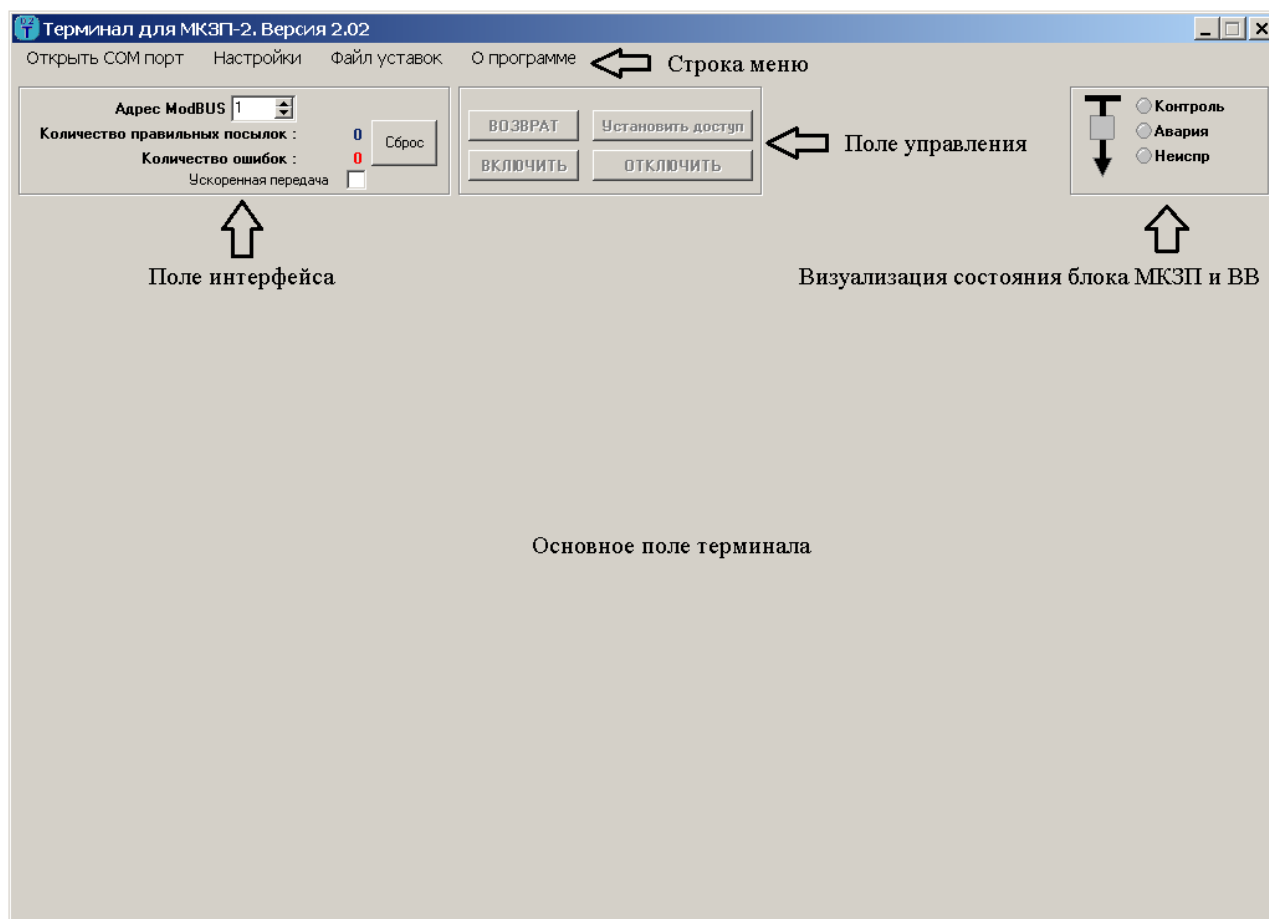 Терминал для МКЗП-2. Версия 2.02
Открыть COM порт Настройки Файл уставок О программе
Строка меню
Адрес ModBUS 1
Количество правильных посылок : 0
Количество ошибок : 0
Сброс
Ускоренная передача
ВОЗВРАТ Установить доступ
ВКЛЮЧИТЬ ОТКЛЮЧИТЬ
Поле управления
Контроль
Авария
Неиспр
Поле интерфейса
Визуализация состояния блока МКЗП и ВВ
Основное поле терминала